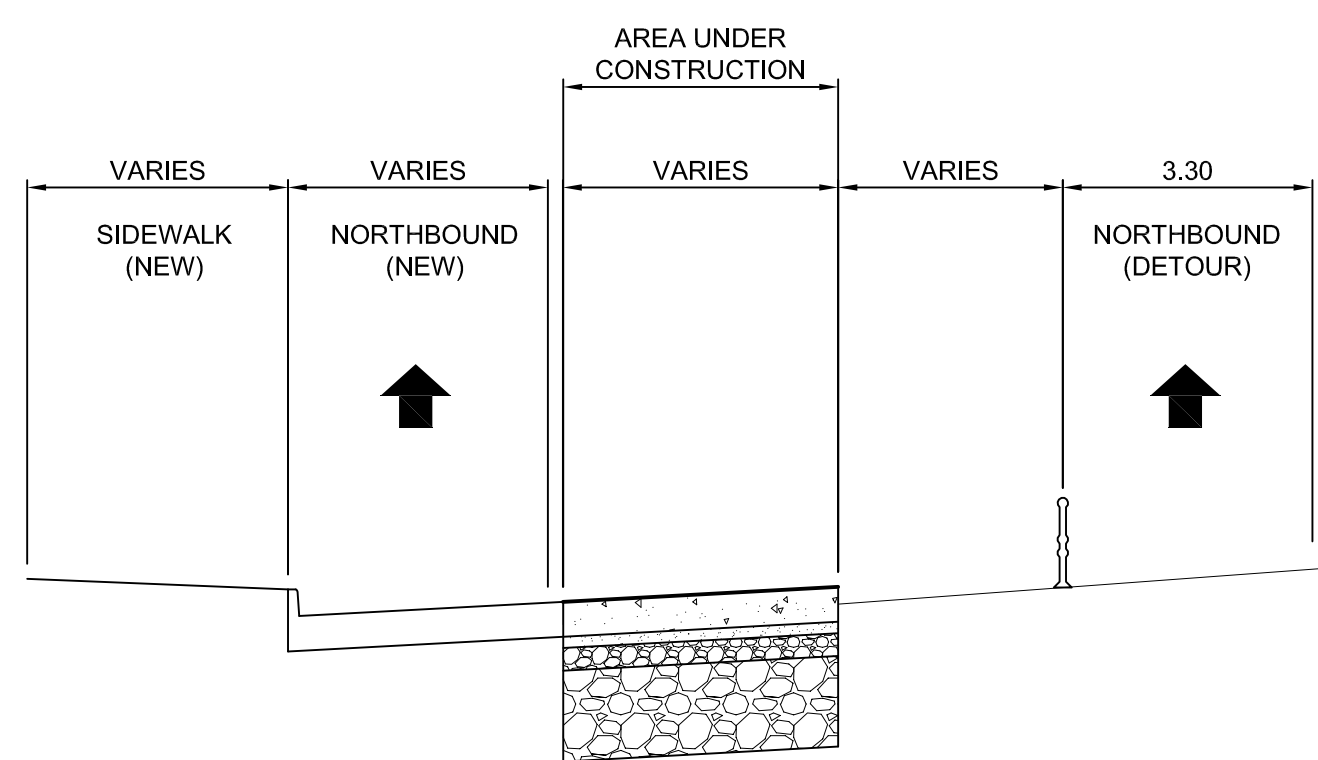 AREA UNDER
CONSTRUCTION
VARIES
VARIES
VARIES
VARIES
3.30
SIDEWALK
(NEW)
NORTHBOUND
(NEW)
NORTHBOUND
(DETOUR)